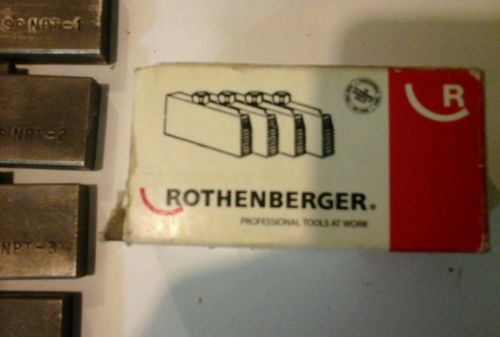 NPT-1
NPT-2
NPT-3
R
ROTHENBERGER®
PROFESSIONAL TOOLS AT WORK